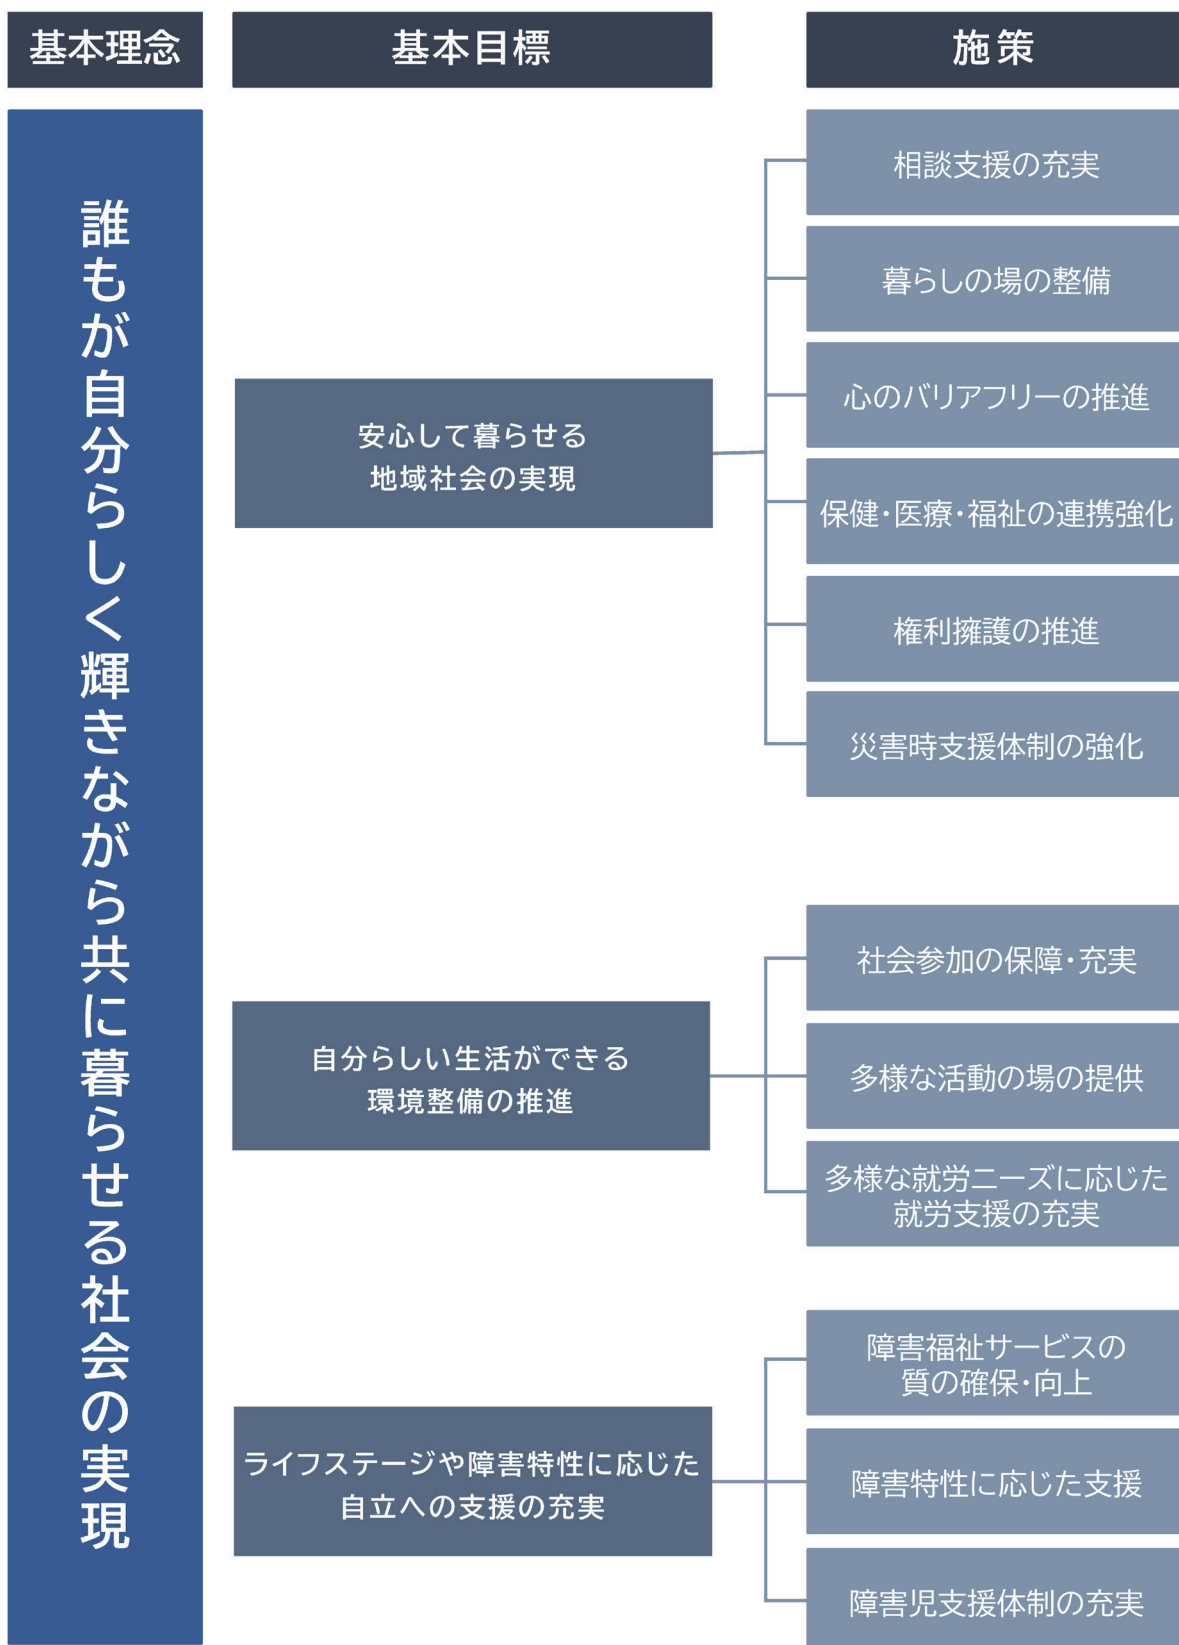 基本理念
基本目標
施策
誰もが自分らしく輝きながら共に暮らせる社会の実現
安心して暮らせる
地域社会の実現
相談支援の充実
暮らしの場の整備
心のバリアフリーの推進
保健・医療・福祉の連携強化
権利擁護の推進
災害時支援体制の強化
自分らしい生活ができる
環境整備の推進
社会参加の保障・充実
多様な活動の場の提供
多様な就労ニーズに応じた
就労支援の充実
ライフステージや障害特性に応じた
自立への支援の充実
障害福祉サービスの
質の確保・向上
障害特性に応じた支援
障害児支援体制の充実